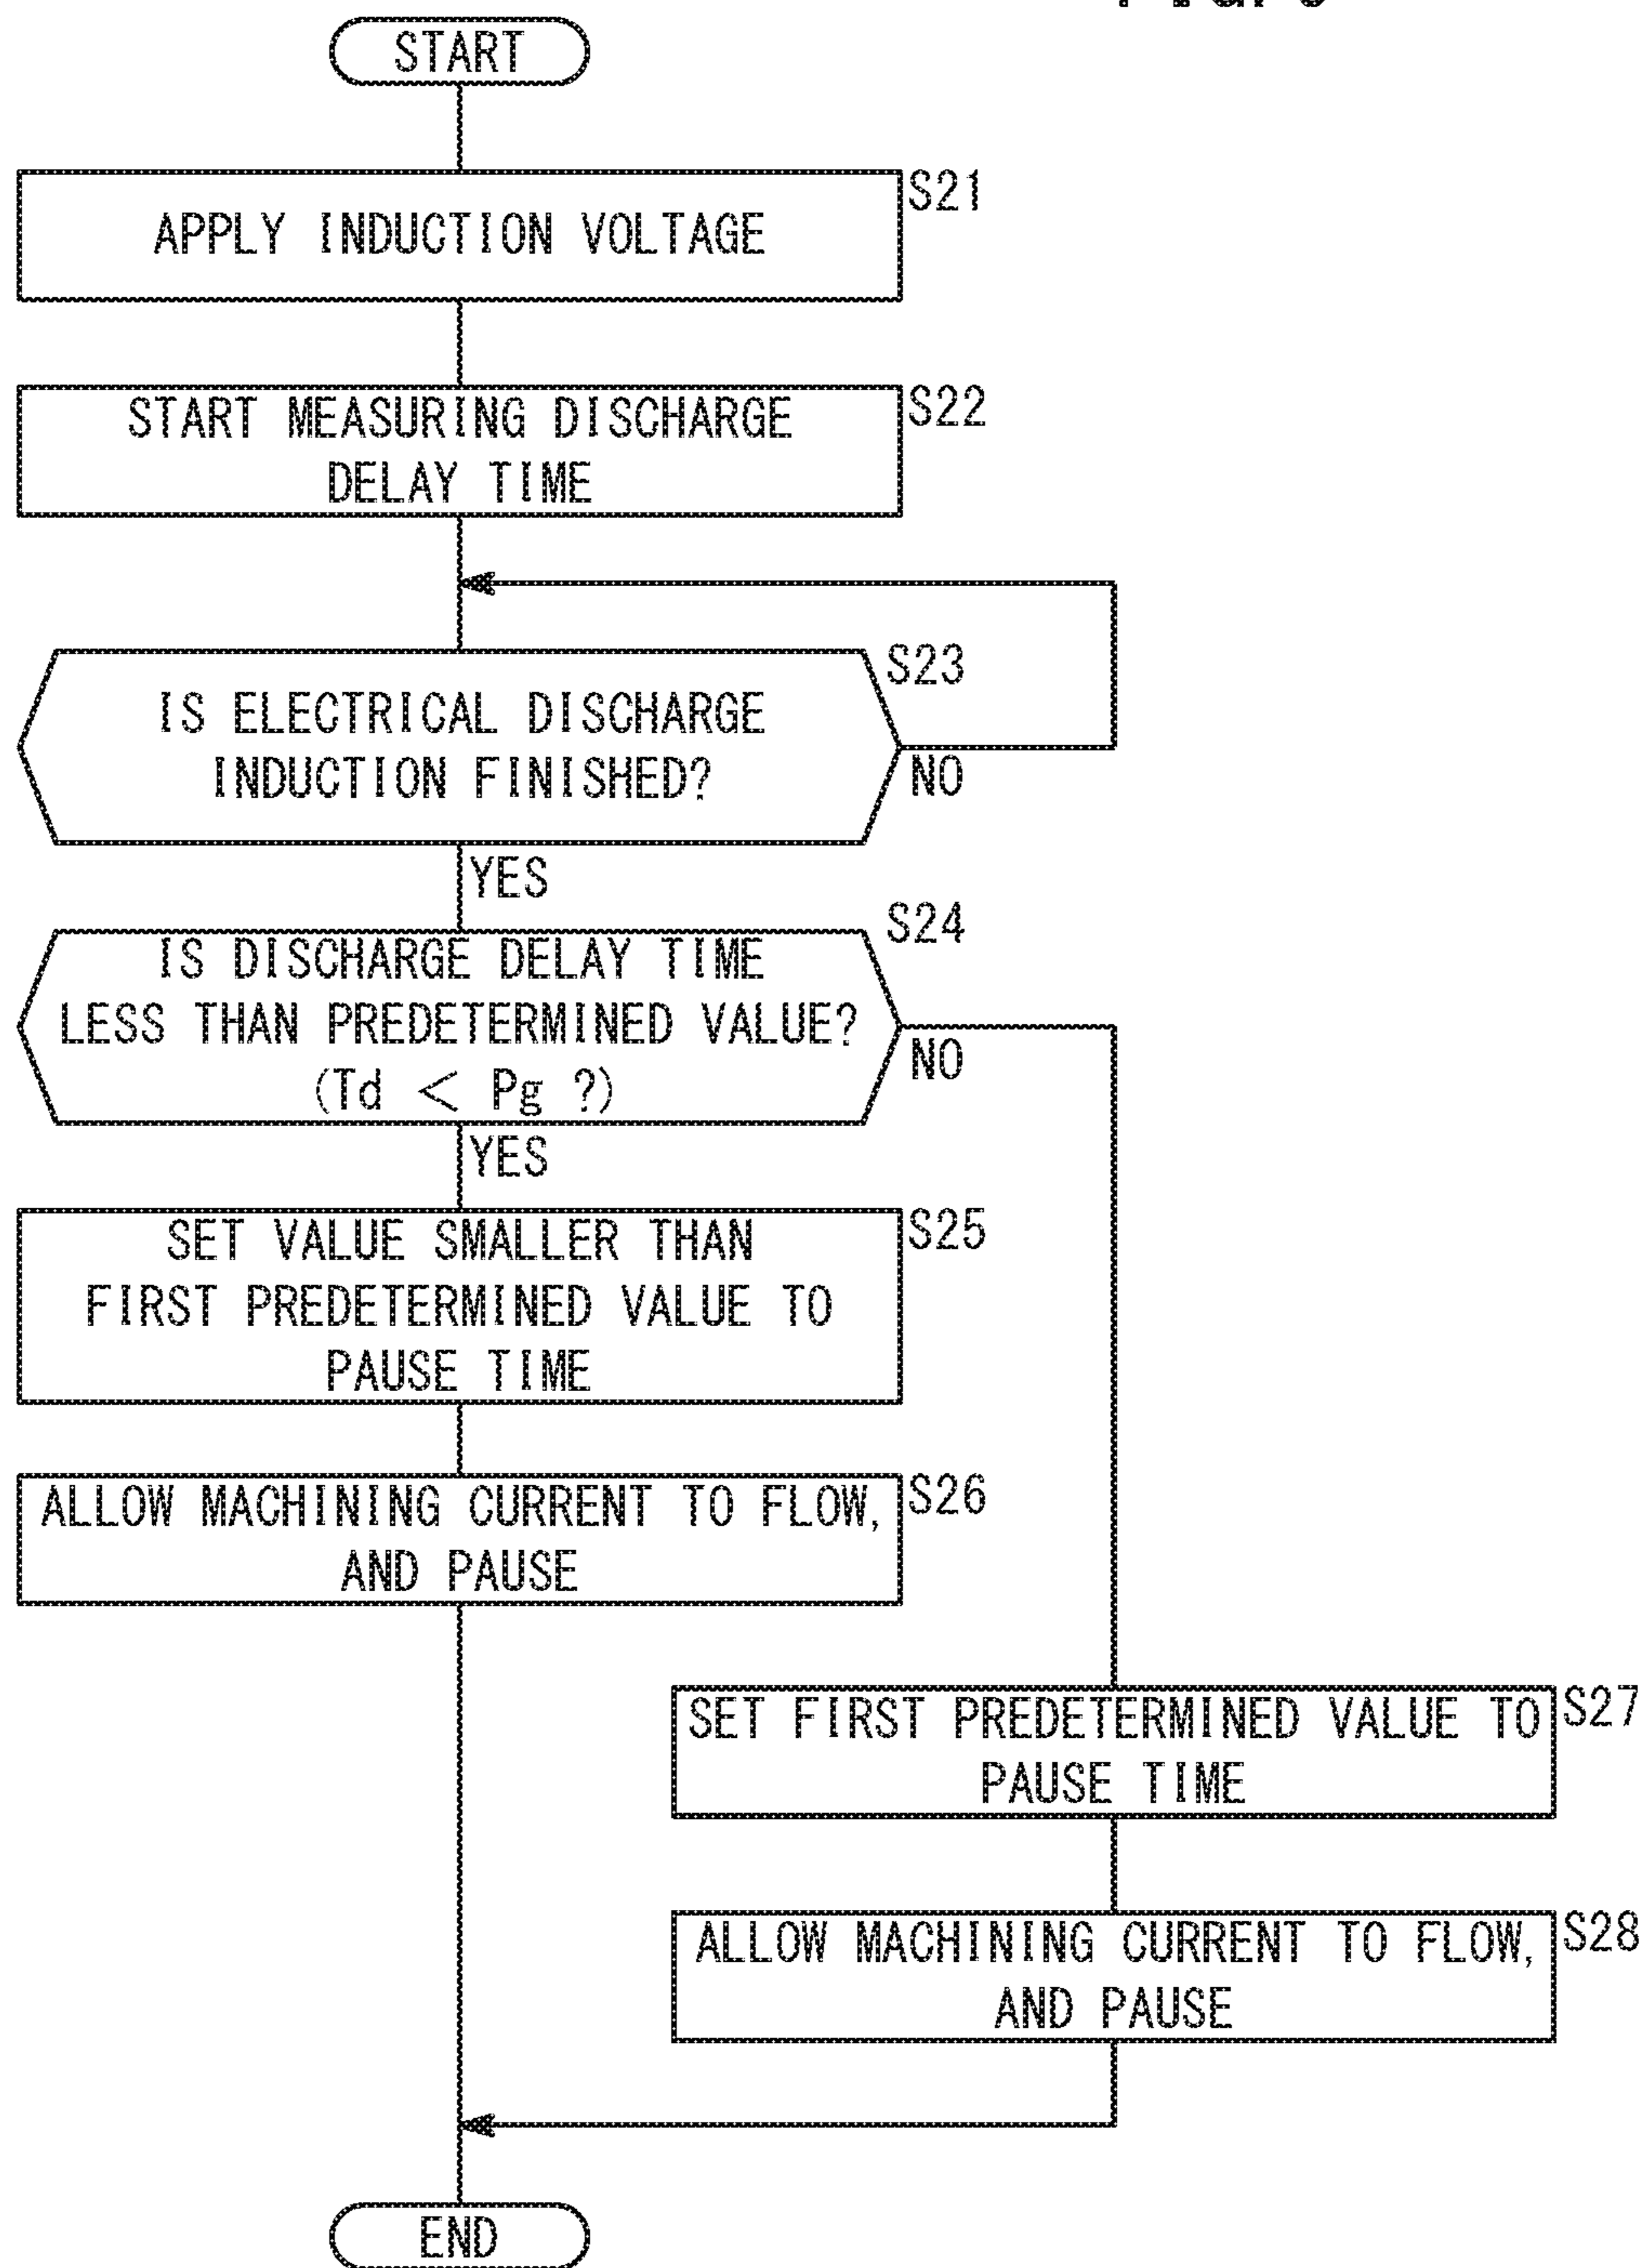 START
S21
APPLY INDUCTION VOLTAGE
S22
START MEASURING DISCHARGE
DELAY TIME
S23
IS ELECTRICAL DISCHARGE
INDUCTION FINISHED?
NO
YES
S24
IS DISCHARGE DELAY TIME
LESS THAN PREDETERMINED VALUE?
(Td < Pg ?)
NO
YES
S25
SET VALUE SMALLER THAN
FIRST PREDETERMINED VALUE TO
PAUSE TIME
S26
ALLOW MACHINING CURRENT TO FLOW,
AND PAUSE
S27
SET FIRST PREDETERMINED VALUE TO
PAUSE TIME
S28
ALLOW MACHINING CURRENT TO FLOW,
AND PAUSE
END